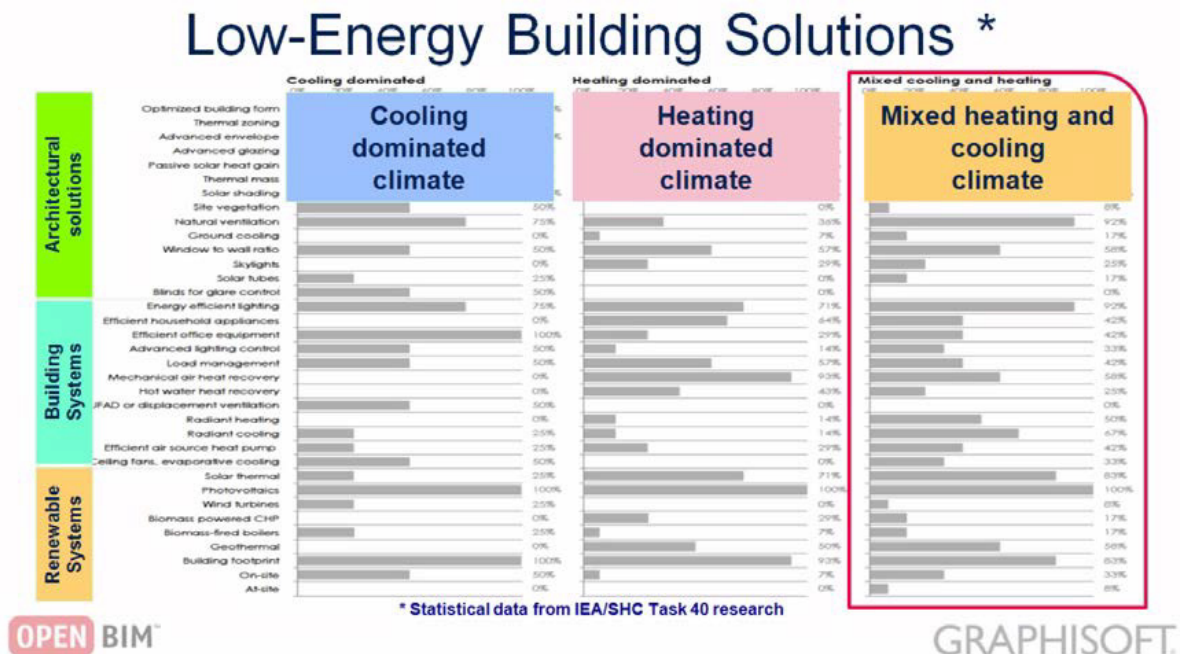 Low-Energy Building Solutions *
Cooling dominated
Heating dominated
Mixed cooling and heating
Cooling
dominated
climate
Heating
dominated
climate
Mixed heating and
cooling
climate
Architectural
solutions
Optimized building form
Thermal zoning
Advanced envelope
Advanced glazing
Passive solar heat gain
Thermal mass
Solar shading
Site vegetation 50% 0% 8%
Natural ventilation 75% 36% 92%
Ground cooling 0% 7% 17%
Window to wall ratio 50% 57% 58%
Skylights 0% 29% 25%
Solar tubes 25% 0% 17%
Blinds for glare control 50% 0% 0%
Building
Systems
Energy efficient lighting 75% 71% 92%
Efficient household appliances 0% 64% 42%
Efficient office equipment 100% 29% 42%
Advanced lighting control 50% 14% 33%
Load management 50% 57% 42%
Mechanical air heat recovery 0% 93% 58%
Hot water heat recovery 0% 43% 25%
UFAD or displacement ventilation 50% 0% 0%
Radiant heating 0% 14% 50%
Radiant cooling 25% 14% 67%
Efficient air source heat pump 25% 29% 42%
Ceiling fans, evaporative cooling 50% 0% 33%
Renewable
Systems
Solar thermal 25% 71% 83%
Photovoltaics 100% 100% 100%
Wind turbines 25% 0% 8%
Biomass powered CHP 0% 29% 17%
Biomass-fired boilers 25% 7% 17%
Geothermal 0% 50% 58%
Building footprint 100% 93% 83%
On-site 50% 7% 33%
At-site 0% 0% 8%
* Statistical data from IEA/SHC Task 40 research
OPEN BIM™
GRAPHISOFT.